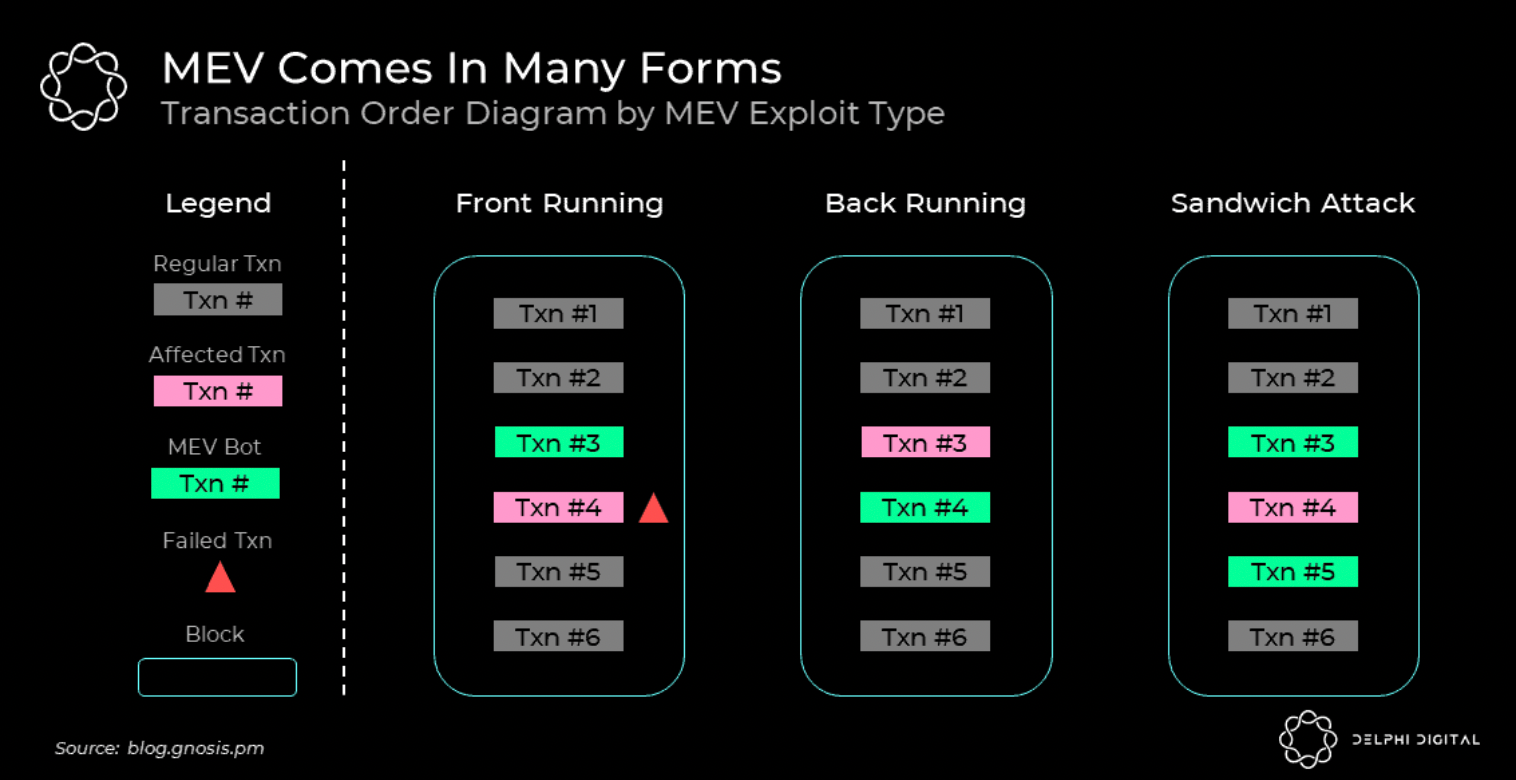 MEV Comes In Many Forms
Transaction Order Diagram by MEV Exploit Type
Legend
Regular Txn
Txn #
Affected Txn
Txn #
MEV Bot
Txn #
Failed Txn
Block
Front Running
Txn #1
Txn #2
Txn #3
Txn #4
Txn #5
Txn #6
Back Running
Txn #1
Txn #2
Txn #3
Txn #4
Txn #5
Txn #6
Sandwich Attack
Txn #1
Txn #2
Txn #3
Txn #4
Txn #5
Txn #6
Source: blog.gnosis.pm
DELPHI DIGITAL